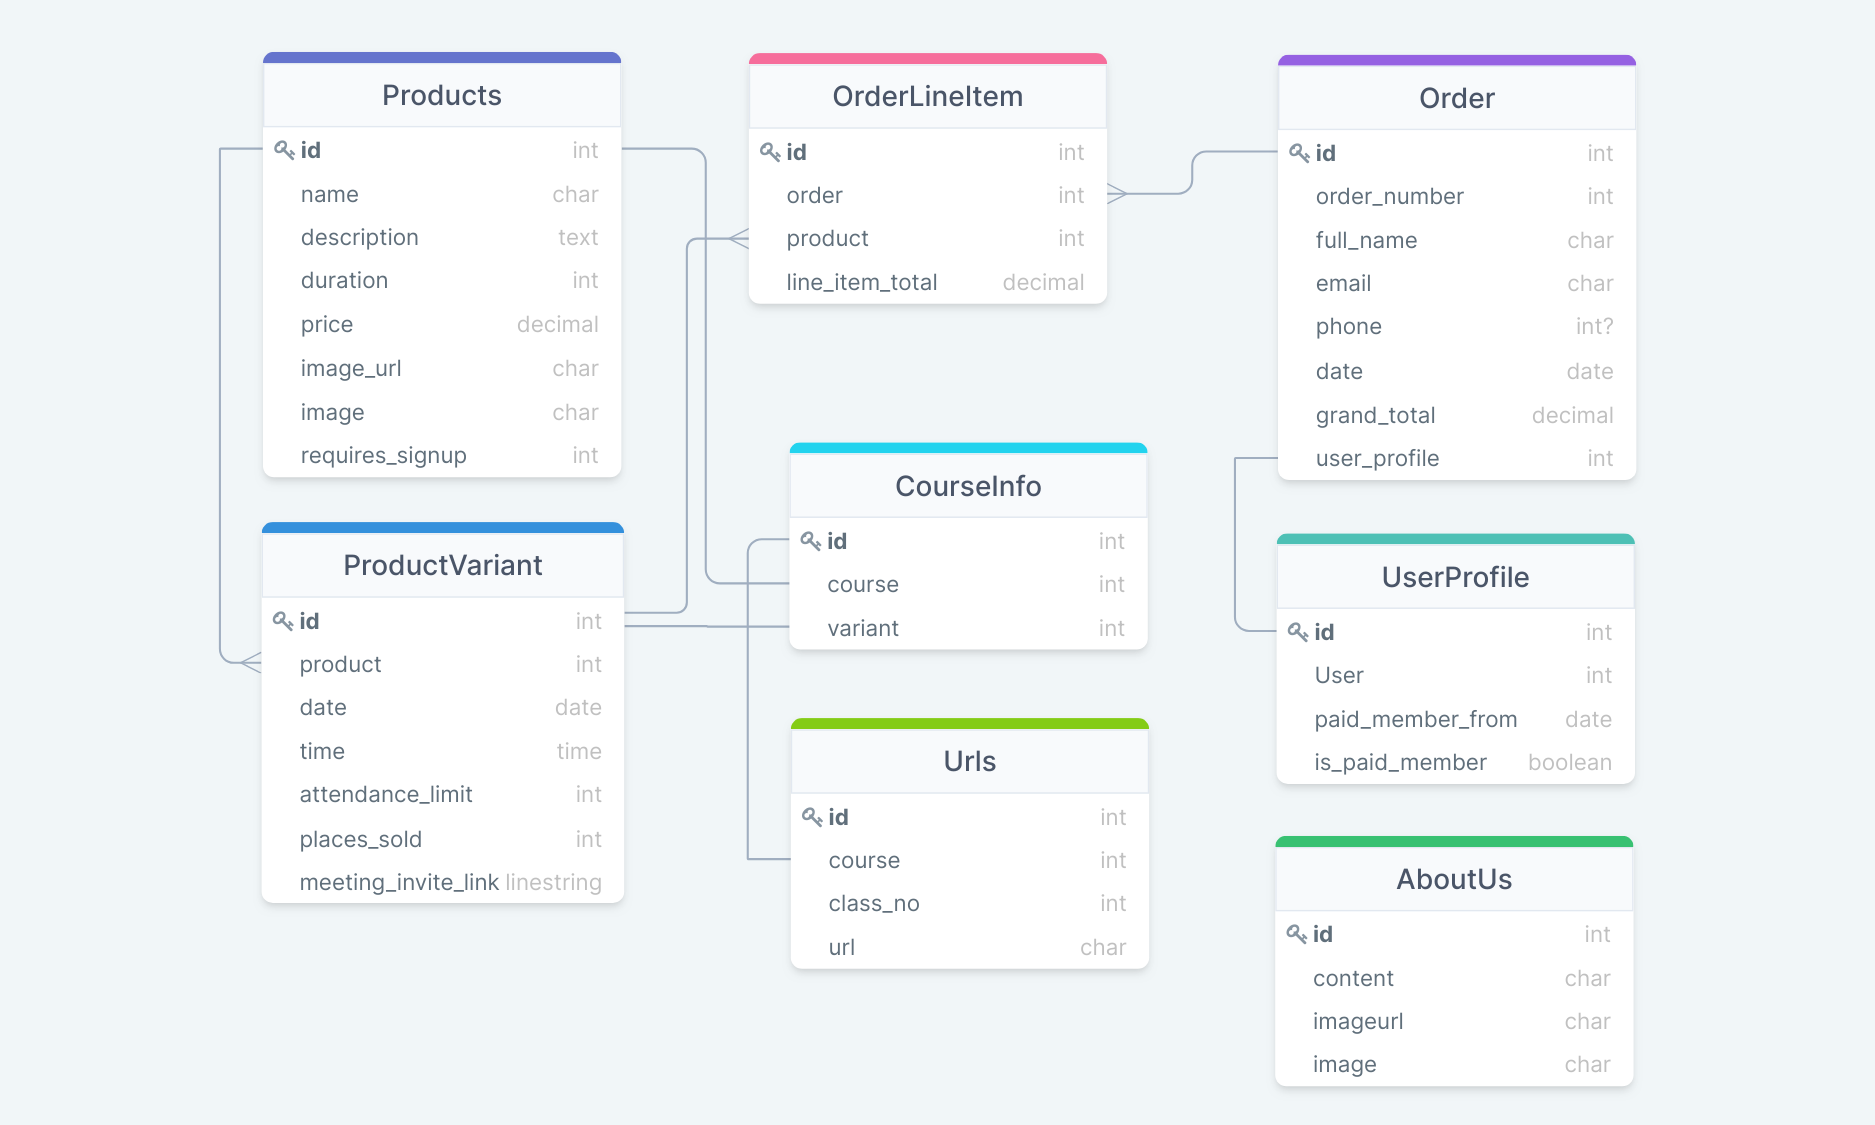 Products
id int
name char
description text
duration int
price decimal
image_url char
image char
requires_signup int
OrderLineItem
id int
order int
product int
line_item_total decimal
Order
id int
order_number int
full_name char
email char
phone int?
date date
grand_total decimal
user_profile int
ProductVariant
id int
product int
date date
time time
attendance_limit int
places_sold int
meeting_invite_link linestring
CourseInfo
id int
course int
variant int
Urls
id int
course int
class_no int
url char
UserProfile
id int
User int
paid_member_from date
is_paid_member boolean
AboutUs
id int
content char
imageurl char
image char